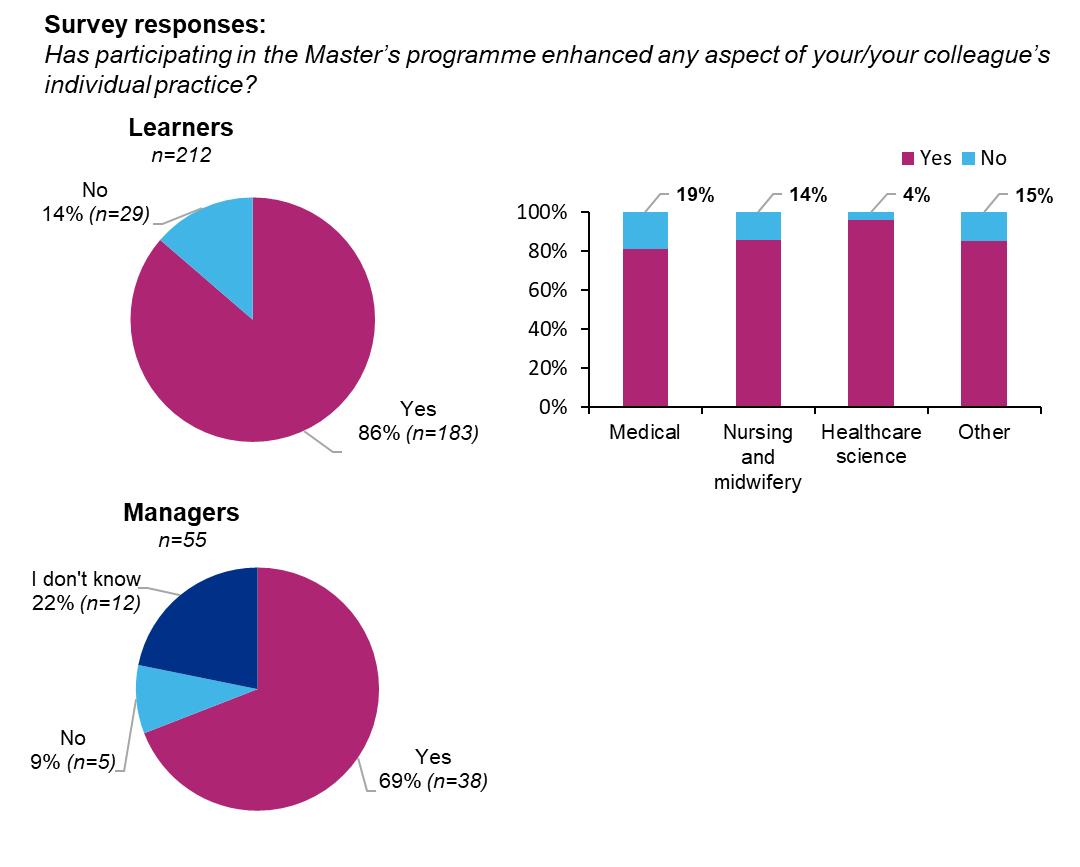 Survey responses:
Has participating in the Master’s programme enhanced any aspect of your/your colleague’s
individual practice?
Learners
n=212
No
14% (n=29)
Yes
86% (n=183)
Yes No
19% 14% 4% 15%
100%
80%
60%
40%
20%
0%
Medical
Nursing
and
midwifery
Healthcare
science
Other
Managers
n=55
I don't know
22% (n=12)
No
9% (n=5)
Yes
69% (n=38)